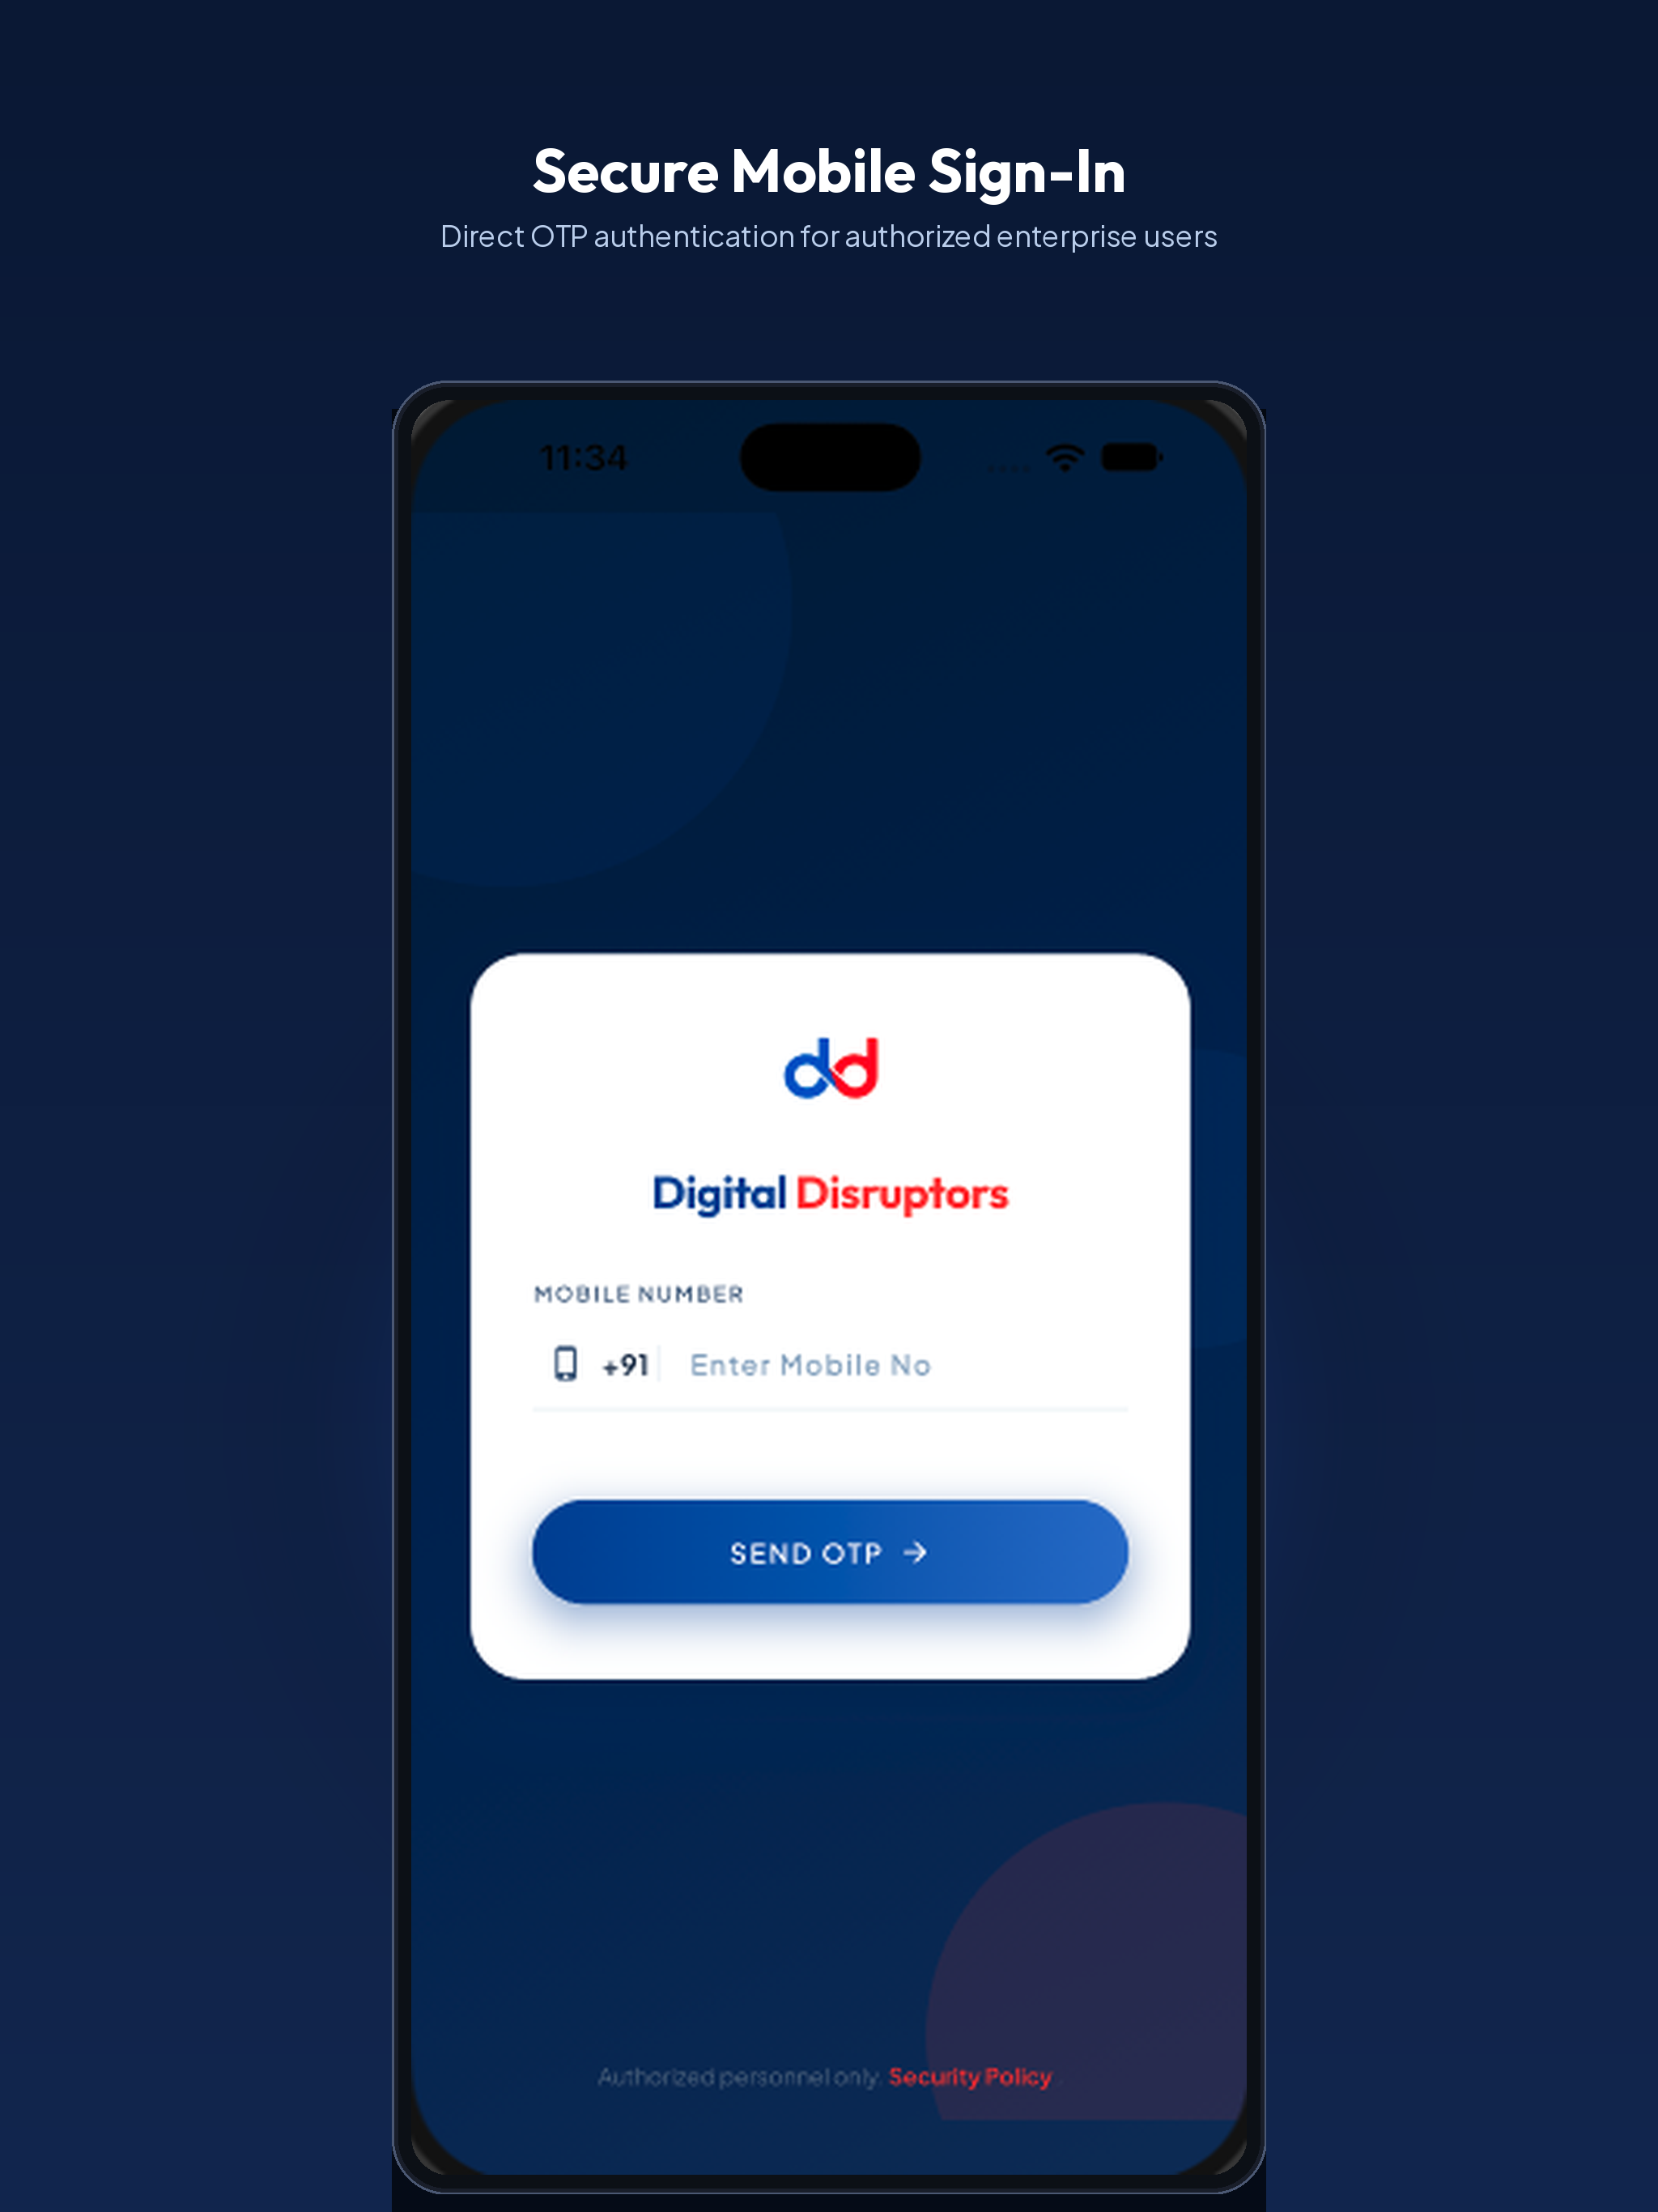 Secure Mobile Sign-In
Direct OTP authentication for authorized enterprise users
11:34
dd
Digital Disruptors
MOBILE NUMBER
+91 Enter Mobile No
SEND OTP →
Authorized personnel only. Security Policy